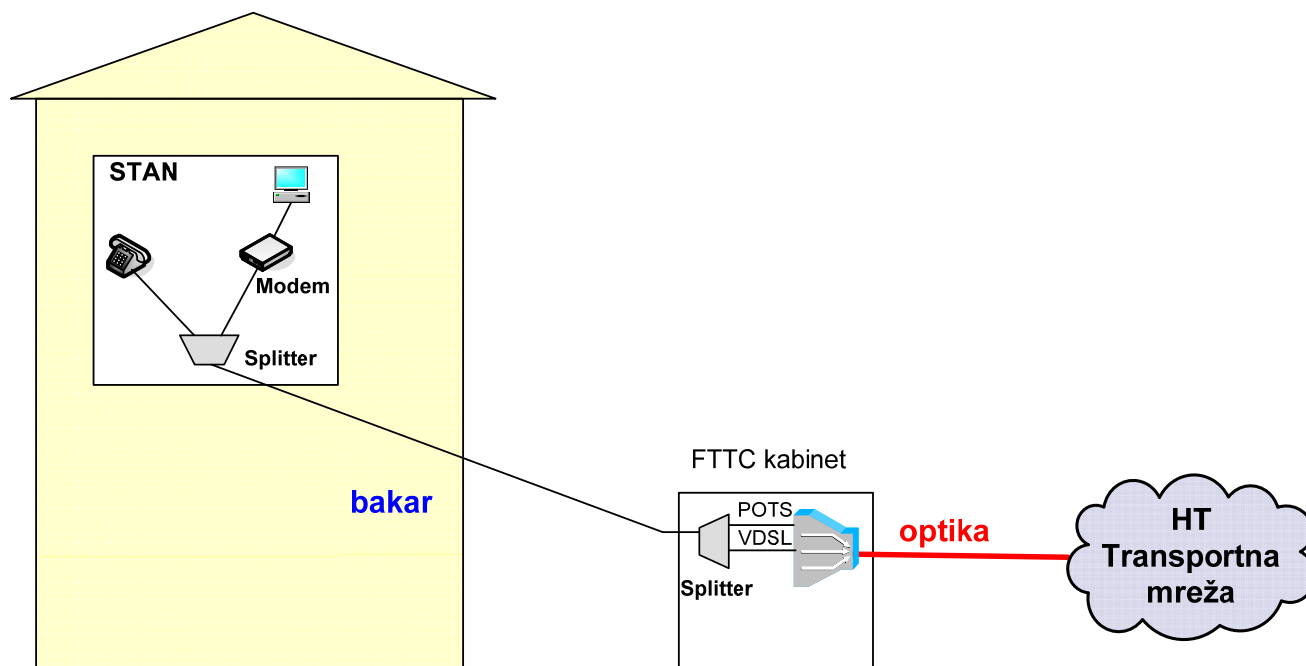 STAN
Modem
Splitter
bakar
FTTC kabinet
POTS
VDSL
Splitter
optika
HT
Transportna
mreža